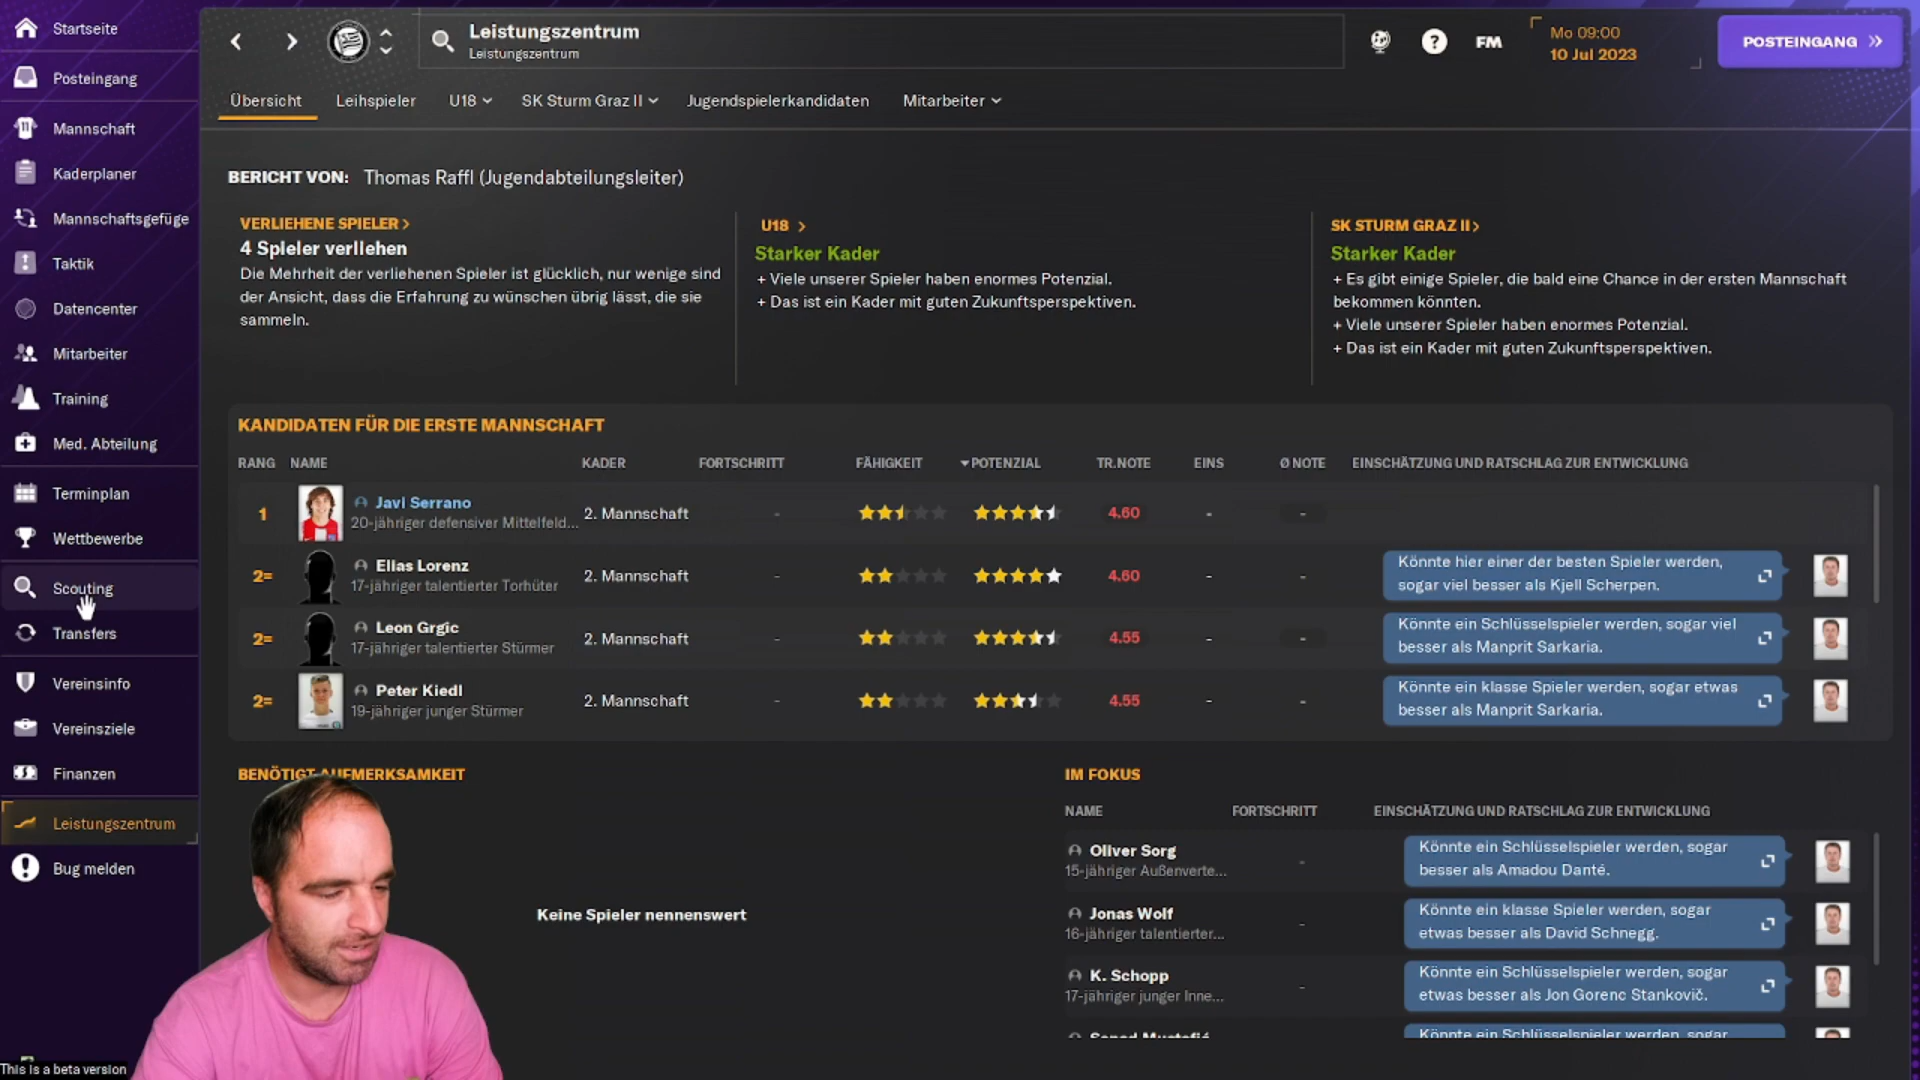 Startseite
Posteingang
Mannschaft
Kaderplaner
Mannschaftsgefüge
Taktik
Datencenter
Mitarbeiter
Training
Med. Abteilung
Terminplan
Wettbewerbe
Scouting
Transfers
Vereinsinfo
Vereinsziele
Finanzen
Leistungszentrum
Bug melden
This is a beta version
Leistungszentrum
Leistungszentrum
FM
Mo 09:00
10 Jul 2023
POSTEINGANG
Übersicht Leihspieler U18 SK Sturm Graz II Jugendspielerkandidaten Mitarbeiter
BERICHT VON: Thomas Raffl (Jugendabteilungsleiter)
VERLIEHENE SPIELER >
4 Spieler verliehen
Die Mehrheit der verliehenen Spieler ist glücklich, nur wenige sind
der Ansicht, dass die Erfahrung zu wünschen übrig lässt, die sie
sammeln.
U18 >
Starker Kader
+ Viele unserer Spieler haben enormes Potenzial.
+ Das ist ein Kader mit guten Zukunftsperspektiven.
SK STURM GRAZ II >
Starker Kader
+ Es gibt einige Spieler, die bald eine Chance in der ersten Mannschaft
bekommen könnten.
+ Viele unserer Spieler haben enormes Potenzial.
+ Das ist ein Kader mit guten Zukunftsperspektiven.
KANDIDATEN FÜR DIE ERSTE MANNSCHAFT
RANG NAME KADER FORTSCHRITT FÄHIGKEIT POTENZIAL TR.NOTE EINS Ø NOTE EINSCHÄTZUNG UND RATSCHLAG ZUR ENTWICKLUNG
1 Javi Serrano 2. Mannschaft - 4.60 - -
20-jähriger defensiver Mittelfeld...
2= Elias Lorenz 2. Mannschaft - 4.60 - - Könnte hier einer der besten Spieler werden,
17-jähriger talentierter Torhüter sogar viel besser als Kjell Scherpen.
2= Leon Grgic 2. Mannschaft - 4.55 - - Könnte ein Schlüsselspieler werden, sogar viel
17-jähriger talentierter Stürmer besser als Manprit Sarkaria.
2= Peter Kiedl 2. Mannschaft - 4.55 - - Könnte ein klasse Spieler werden, sogar etwas
19-jähriger junger Stürmer besser als Manprit Sarkaria.
BENÖTIGT AUFMERKSAMKEIT
Keine Spieler nennenswert
IM FOKUS
NAME FORTSCHRITT EINSCHÄTZUNG UND RATSCHLAG ZUR ENTWICKLUNG
Oliver Sorg - Könnte ein Schlüsselspieler werden, sogar
15-jähriger Außenverte... besser als Amadou Danté.
Jonas Wolf - Könnte ein klasse Spieler werden, sogar
16-jähriger talentierter... etwas besser als David Schnegg.
K. Schopp - Könnte ein Schlüsselspieler werden, sogar
17-jähriger junger Inne... etwas besser als Jon Gorenc Stankovič.
Könnte ein Schlüsselspieler werden, sogar